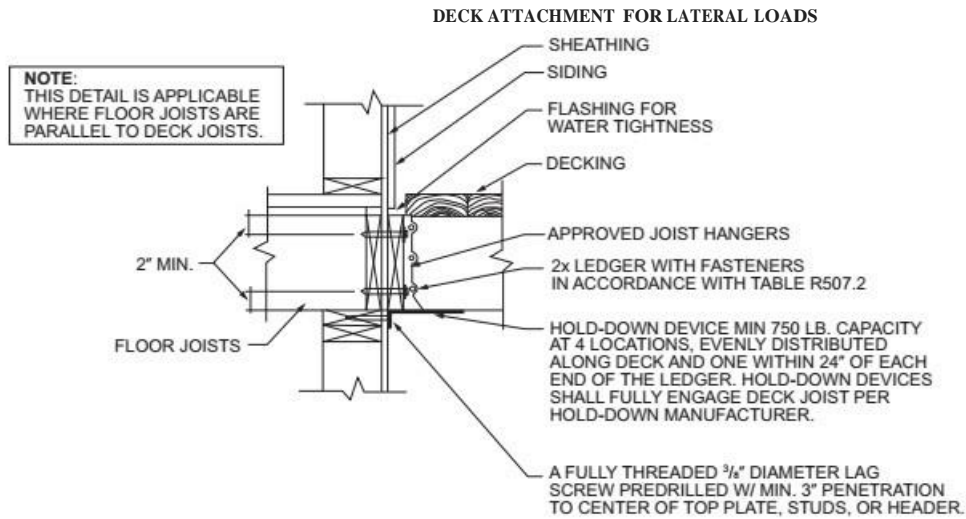 DECK ATTACHMENT FOR LATERAL LOADS
NOTE:
THIS DETAIL IS APPLICABLE
WHERE FLOOR JOISTS ARE
PARALLEL TO DECK JOISTS.
SHEATHING
SIDING
FLASHING FOR
WATER TIGHTNESS
DECKING
2″ MIN.
FLOOR JOISTS
APPROVED JOIST HANGERS
2x LEDGER WITH FASTENERS
IN ACCORDANCE WITH TABLE R507.2
HOLD-DOWN DEVICE MIN 750 LB. CAPACITY
AT 4 LOCATIONS, EVENLY DISTRIBUTED
ALONG DECK AND ONE WITHIN 24″ OF EACH
END OF THE LEDGER. HOLD-DOWN DEVICES
SHALL FULLY ENGAGE DECK JOIST PER
HOLD-DOWN MANUFACTURER.
A FULLY THREADED 3/8″ DIAMETER LAG
SCREW PREDRILLED W/ MIN. 3″ PENETRATION
TO CENTER OF TOP PLATE, STUDS, OR HEADER.